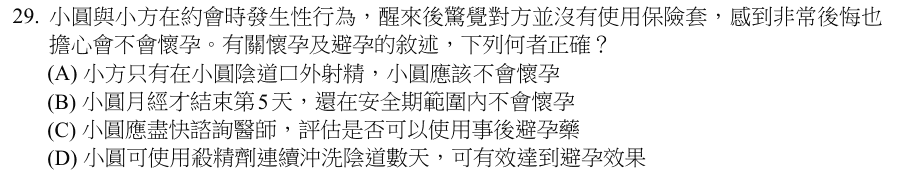 29. 小圓與小方在約會時發生性行為，醒來後驚覺對方並沒有使用保險套，感到非常後悔也
擔心會不會懷孕。有關懷孕及避孕的敘述，下列何者正確？
(A) 小方只有在小圓陰道口外射精，小圓應該不會懷孕
(B) 小圓月經才結束第5天，還在安全期範圍內不會懷孕
(C) 小圓應盡快諮詢醫師，評估是否可以使用事後避孕藥
(D) 小圓可使用殺精劑連續沖洗陰道數天，可有效達到避孕效果